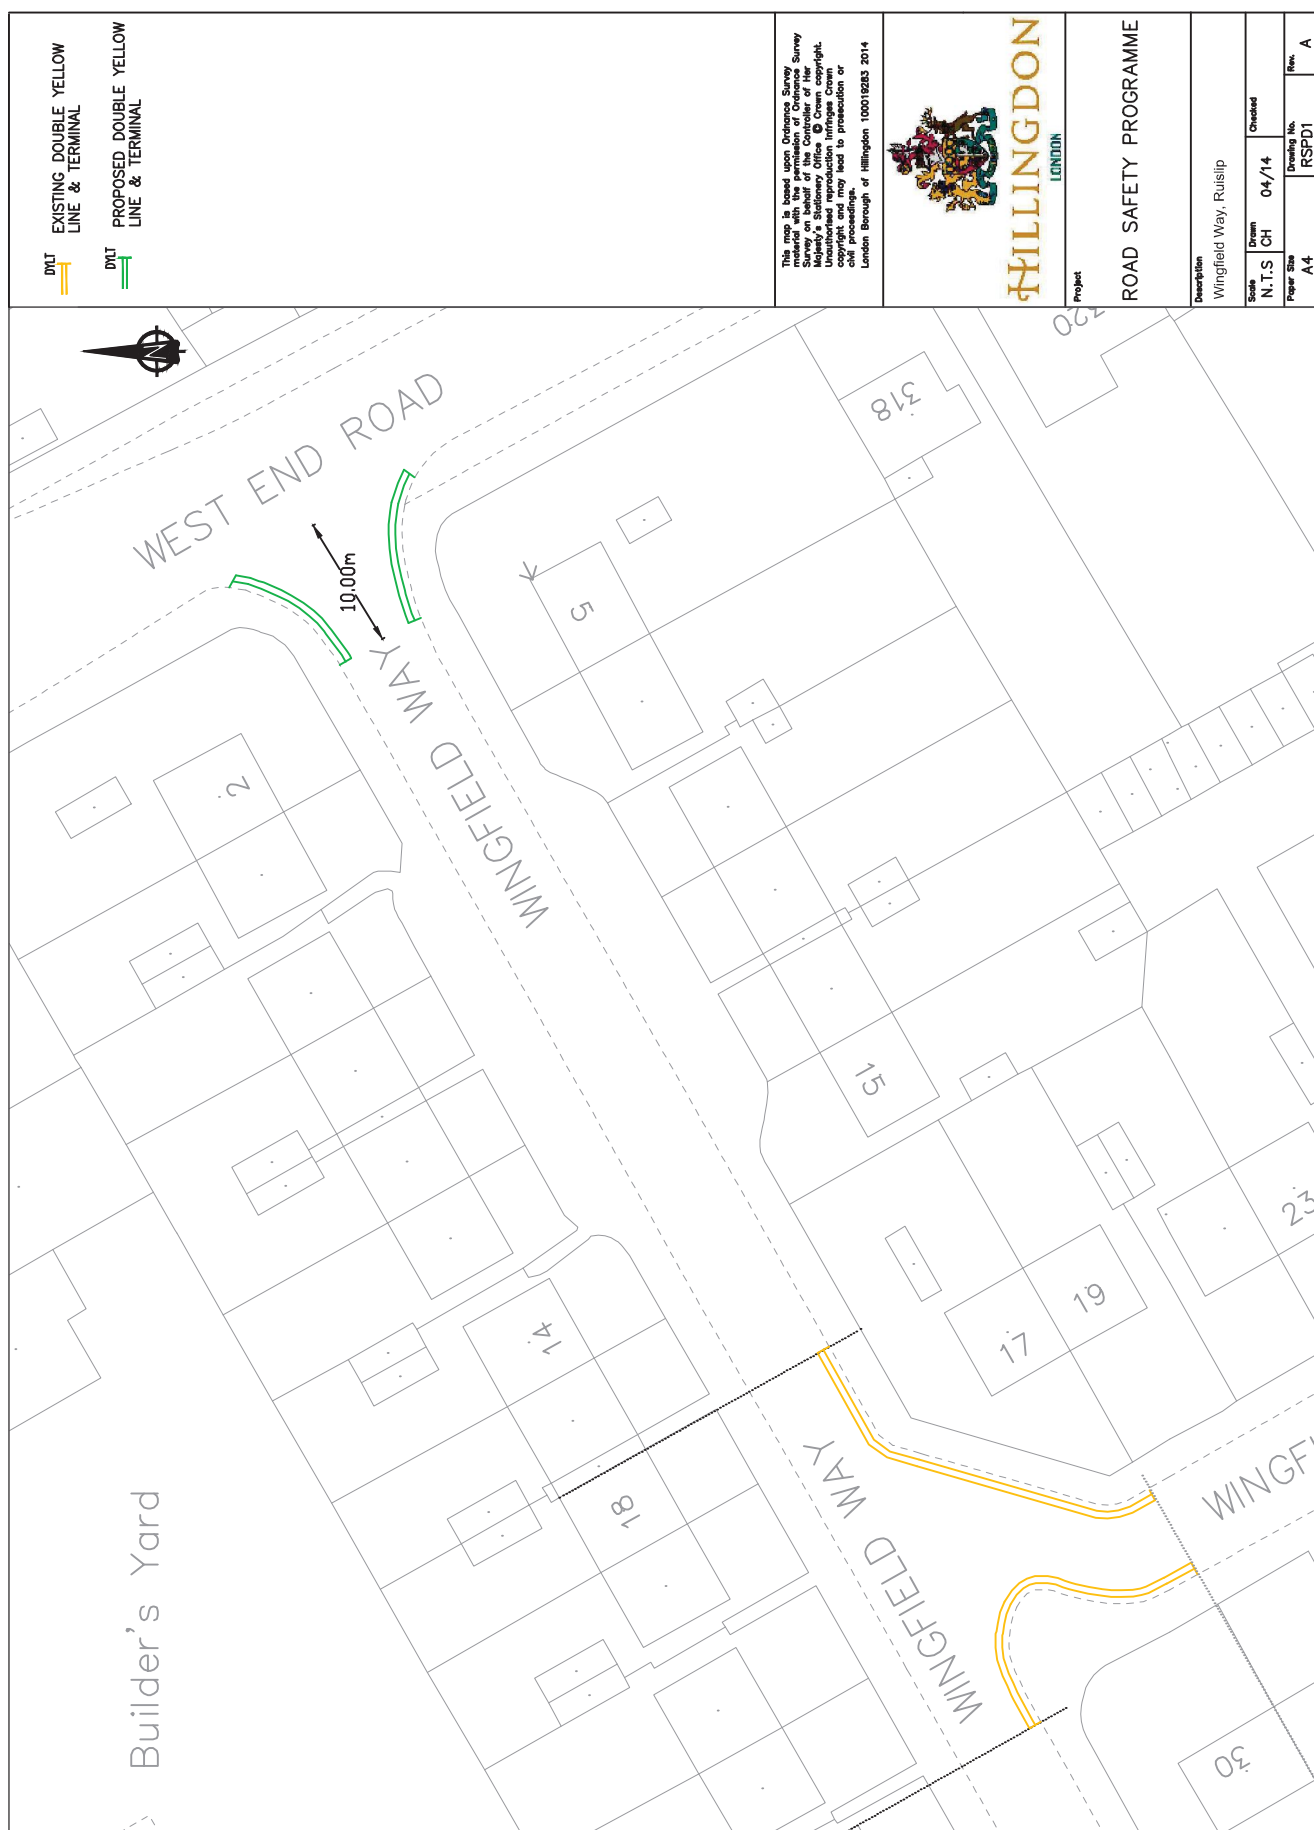 DYLT
EXISTING DOUBLE YELLOW
LINE & TERMINAL
DYLT
PROPOSED DOUBLE YELLOW
LINE & TERMINAL
This map is based upon Ordnance Survey
material with the permission of Ordnance Survey
Survey on behalf of the Controller of Her
Majesty's Stationery Office © Crown copyright.
Unauthorised reproduction infringes Crown
copyright and may lead to prosecution or
civil proceedings.
London Borough of Hillingdon 100019283 2014
HILLINGDON
LONDON
Project
ROAD SAFETY PROGRAMME
Description
Wingfield Way, Ruislip
Scale
N.T.S
Drawn
CH
04/14
Checked
Paper Size
A4
Drawing No.
RSPD1
Rev.
A
N
WEST END ROAD
10.00m
WINGFIELD WAY
318
320
5
2
15
14
17
19
23
18
WINGFIELD WAY
WINGF
30
Builder's Yard